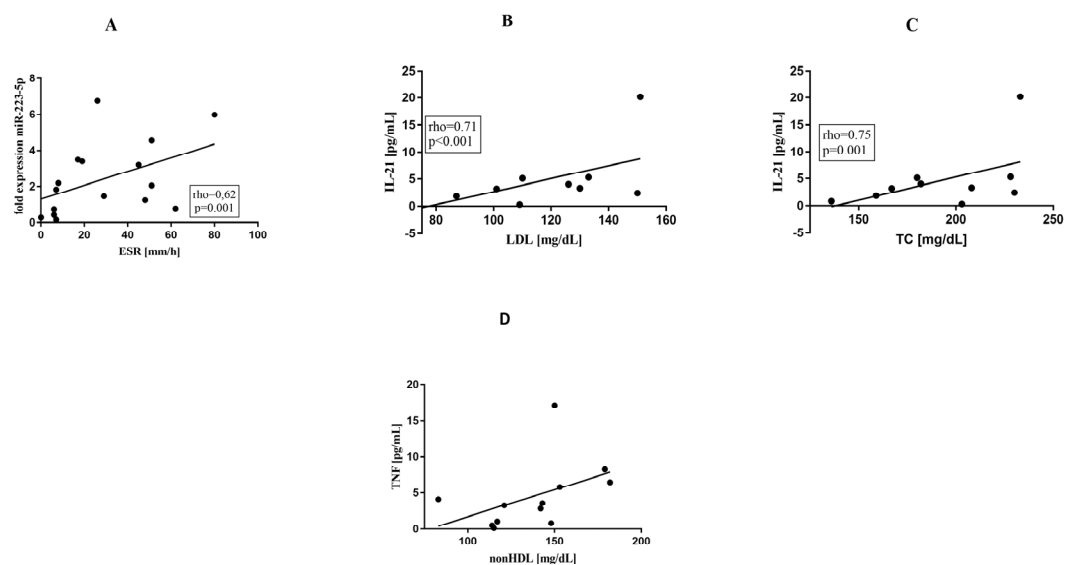 A
fold expression miR-223-5p
8
6
4
2
0
rho=0,62
p=0.001
0 20 40 60 80 100
ESR [mm/h]
B
IL-21 [pg/mL]
25
20
15
10
5
0
-5
rho=0.71
p<0.001
80 100 120 140 160
LDL [mg/dL]
C
IL-21 [pg/mL]
25
20
15
10
5
0
-5
rho=0.75
p=0.001
150 200 250
TC [mg/dL]
D
TNF [pg/mL]
20
15
10
5
0
100 150 200
nonHDL [mg/dL]